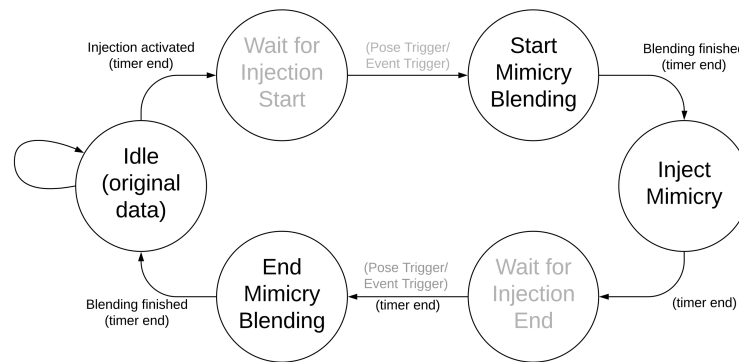 Injection activated
(timer end)
Wait for
Injection
Start
(Pose Trigger/
Event Trigger)
Start
Mimicry
Blending
Blending finished
(timer end)
Idle
(original
data)
Inject
Mimicry
Blending finished
(timer end)
End
Mimicry
Blending
(Pose Trigger/
Event Trigger)
(timer end)
Wait for
Injection
End
(timer end)